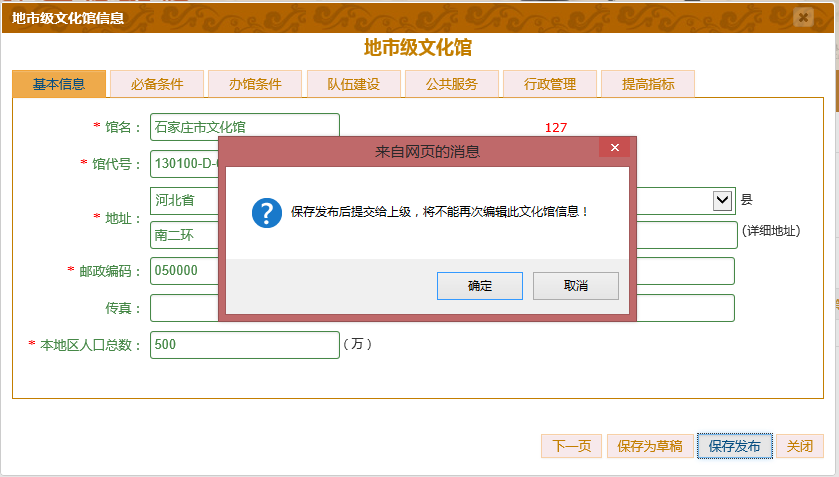 地市级文化馆信息
地市级文化馆
基本信息 必备条件 办馆条件 队伍建设 公共服务 行政管理 提高指标
* 馆名： 石家庄市文化馆 127
* 馆代号： 130100-D-
* 地址： 河北省 县
南二环 (详细地址)
* 邮政编码： 050000
传真：
* 本地区人口总数： 500 (万)
来自网页的消息
保存发布后提交给上级，将不能再次编辑此文化馆信息！
确定 取消
下一页 保存为草稿 保存发布 关闭